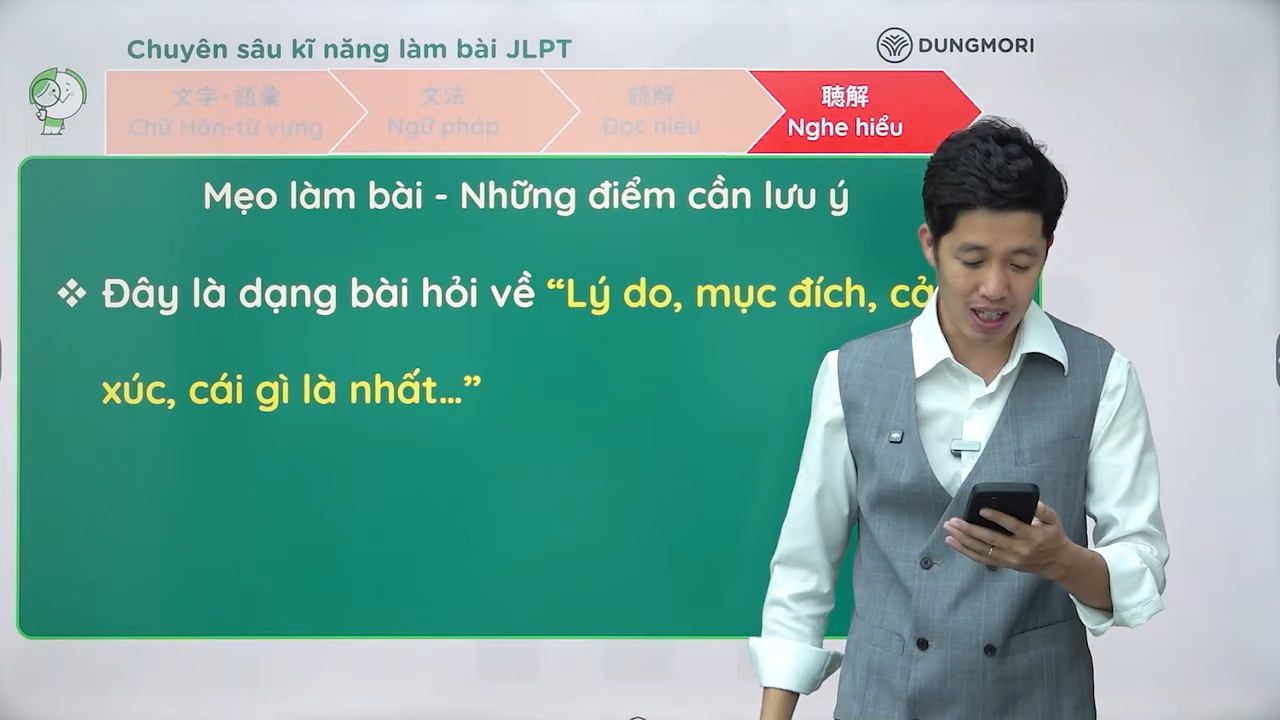 Chuyên sâu kĩ năng làm bài JLPT
DUNGMORI
文字・語彙
Chữ Hán-từ vựng
文法
Ngữ pháp
読解
Đọc hiểu
聴解
Nghe hiểu
Mẹo làm bài - Những điểm cần lưu ý
❖ Đây là dạng bài hỏi về “Lý do, mục đích, cả
xúc, cái gì là nhất...”